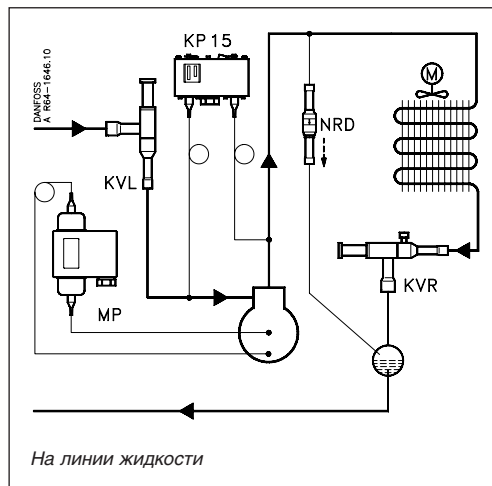 DANFOSS
A R64-1646.10
KP 15
M
NRD
KVL
KVR
MP
На линии жидкости